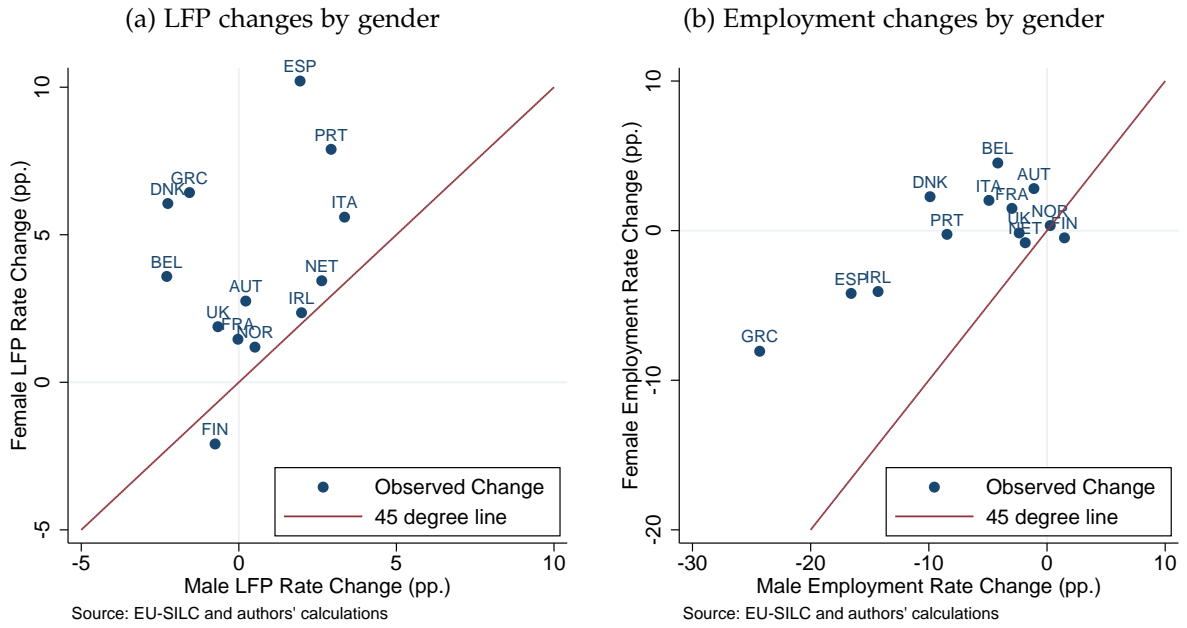 (a) LFP changes by gender
Female LFP Rate Change (pp.)
10
5
0
-5
ESP
PRT
GRC
DNK
ITA
BEL
NET
AUT
IRL
UK
FRA
NOR
FIN
Observed Change
45 degree line
-5
0
5
10
Male LFP Rate Change (pp.)
Source: EU-SILC and authors' calculations
(b) Employment changes by gender
Female Employment Rate Change (pp.)
10
0
-10
-20
BEL
AUT
DNK
ITA
FRA
NOR
PRT
UK
FIN
NET
ESP
IRL
GRC
Observed Change
45 degree line
-30
-20
-10
0
10
Male Employment Rate Change (pp.)
Source: EU-SILC and authors' calculations